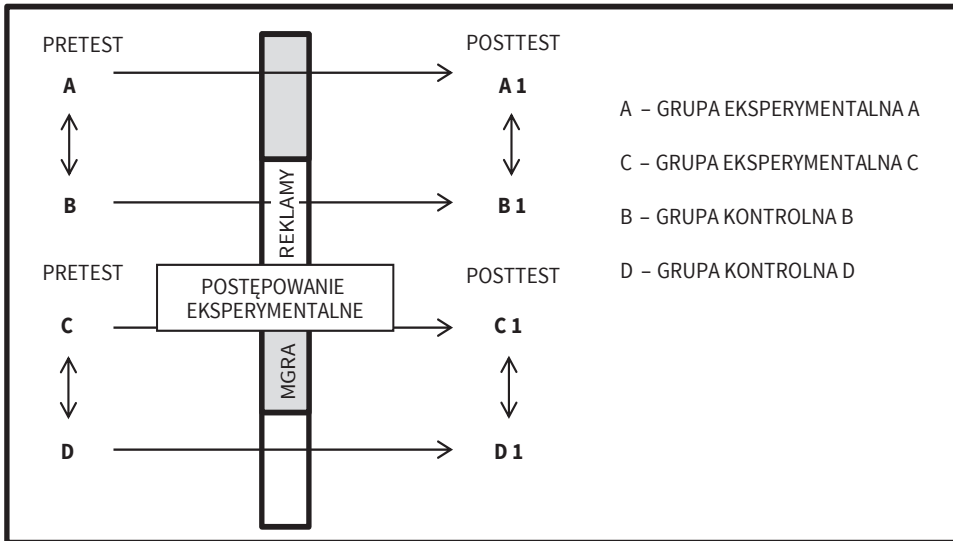 PRETEST
POSTTEST
A
A 1
B
B 1
REKLAMY
PRETEST
POSTTEST
POSTĘPOWANIE
EKSPERYMENTALNE
C
C 1
MGRA
D
D 1
A – GRUPA EKSPERYMENTALNA A
C – GRUPA EKSPERYMENTALNA C
B – GRUPA KONTROLNA B
D – GRUPA KONTROLNA D